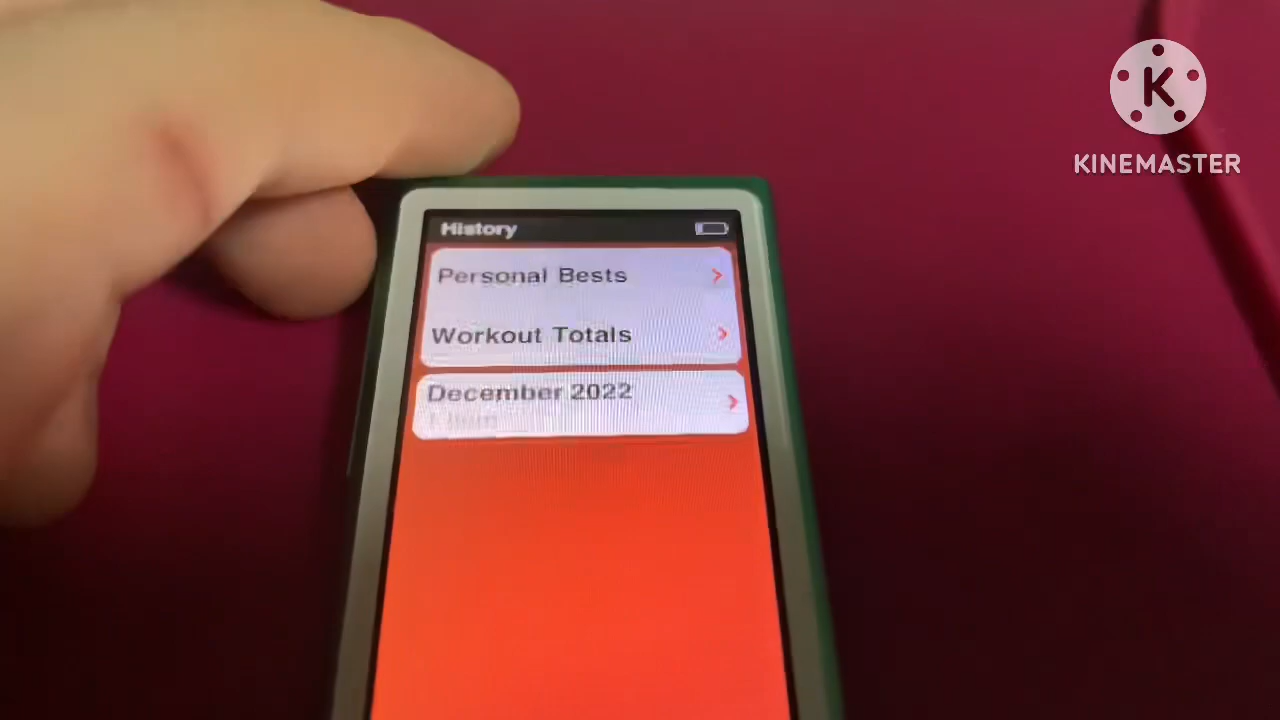 K
KINEMASTER
History
Personal Bests
Workout Totals
December 2022